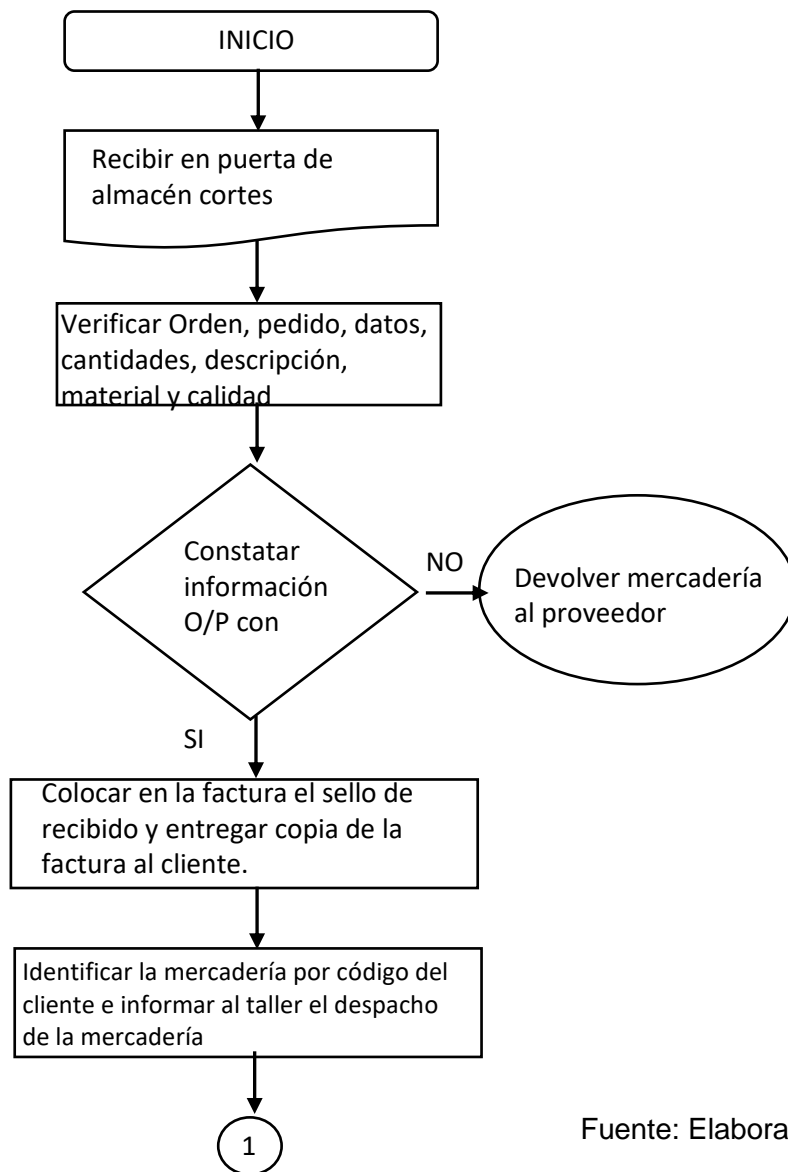 INICIO
Recibir en puerta de
almacén cortes
Verificar Orden, pedido, datos,
cantidades, descripción,
material y calidad
Constatar
información
O/P con
NO
Devolver mercadería
al proveedor
SI
Colocar en la factura el sello de
recibido y entregar copia de la
factura al cliente.
Identificar la mercadería por código del
cliente e informar al taller el despacho
de la mercadería
1
Fuente: Elabora